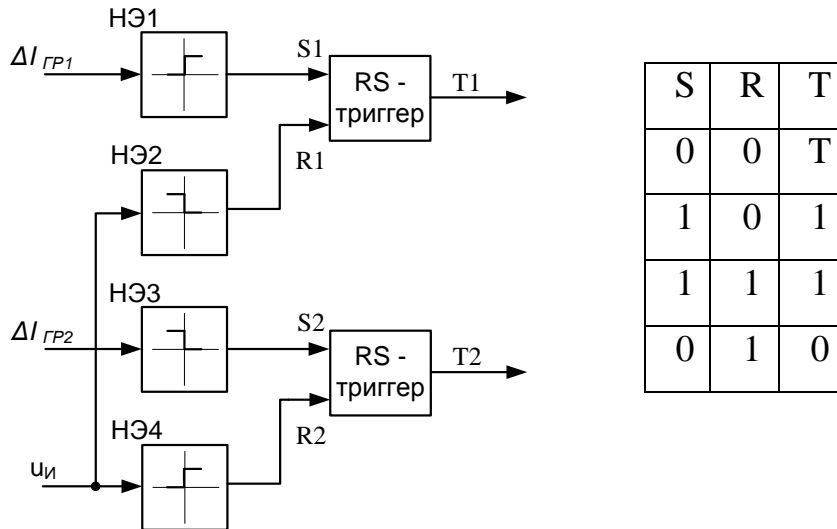 НЭ1
ΔI ГР1
S1
RS -
триггер
T1
R1
НЭ2
НЭ3
ΔI ГР2
S2
RS -
триггер
T2
R2
НЭ4
uИ
S R T
0 0 T
1 0 1
1 1 1
0 1 0